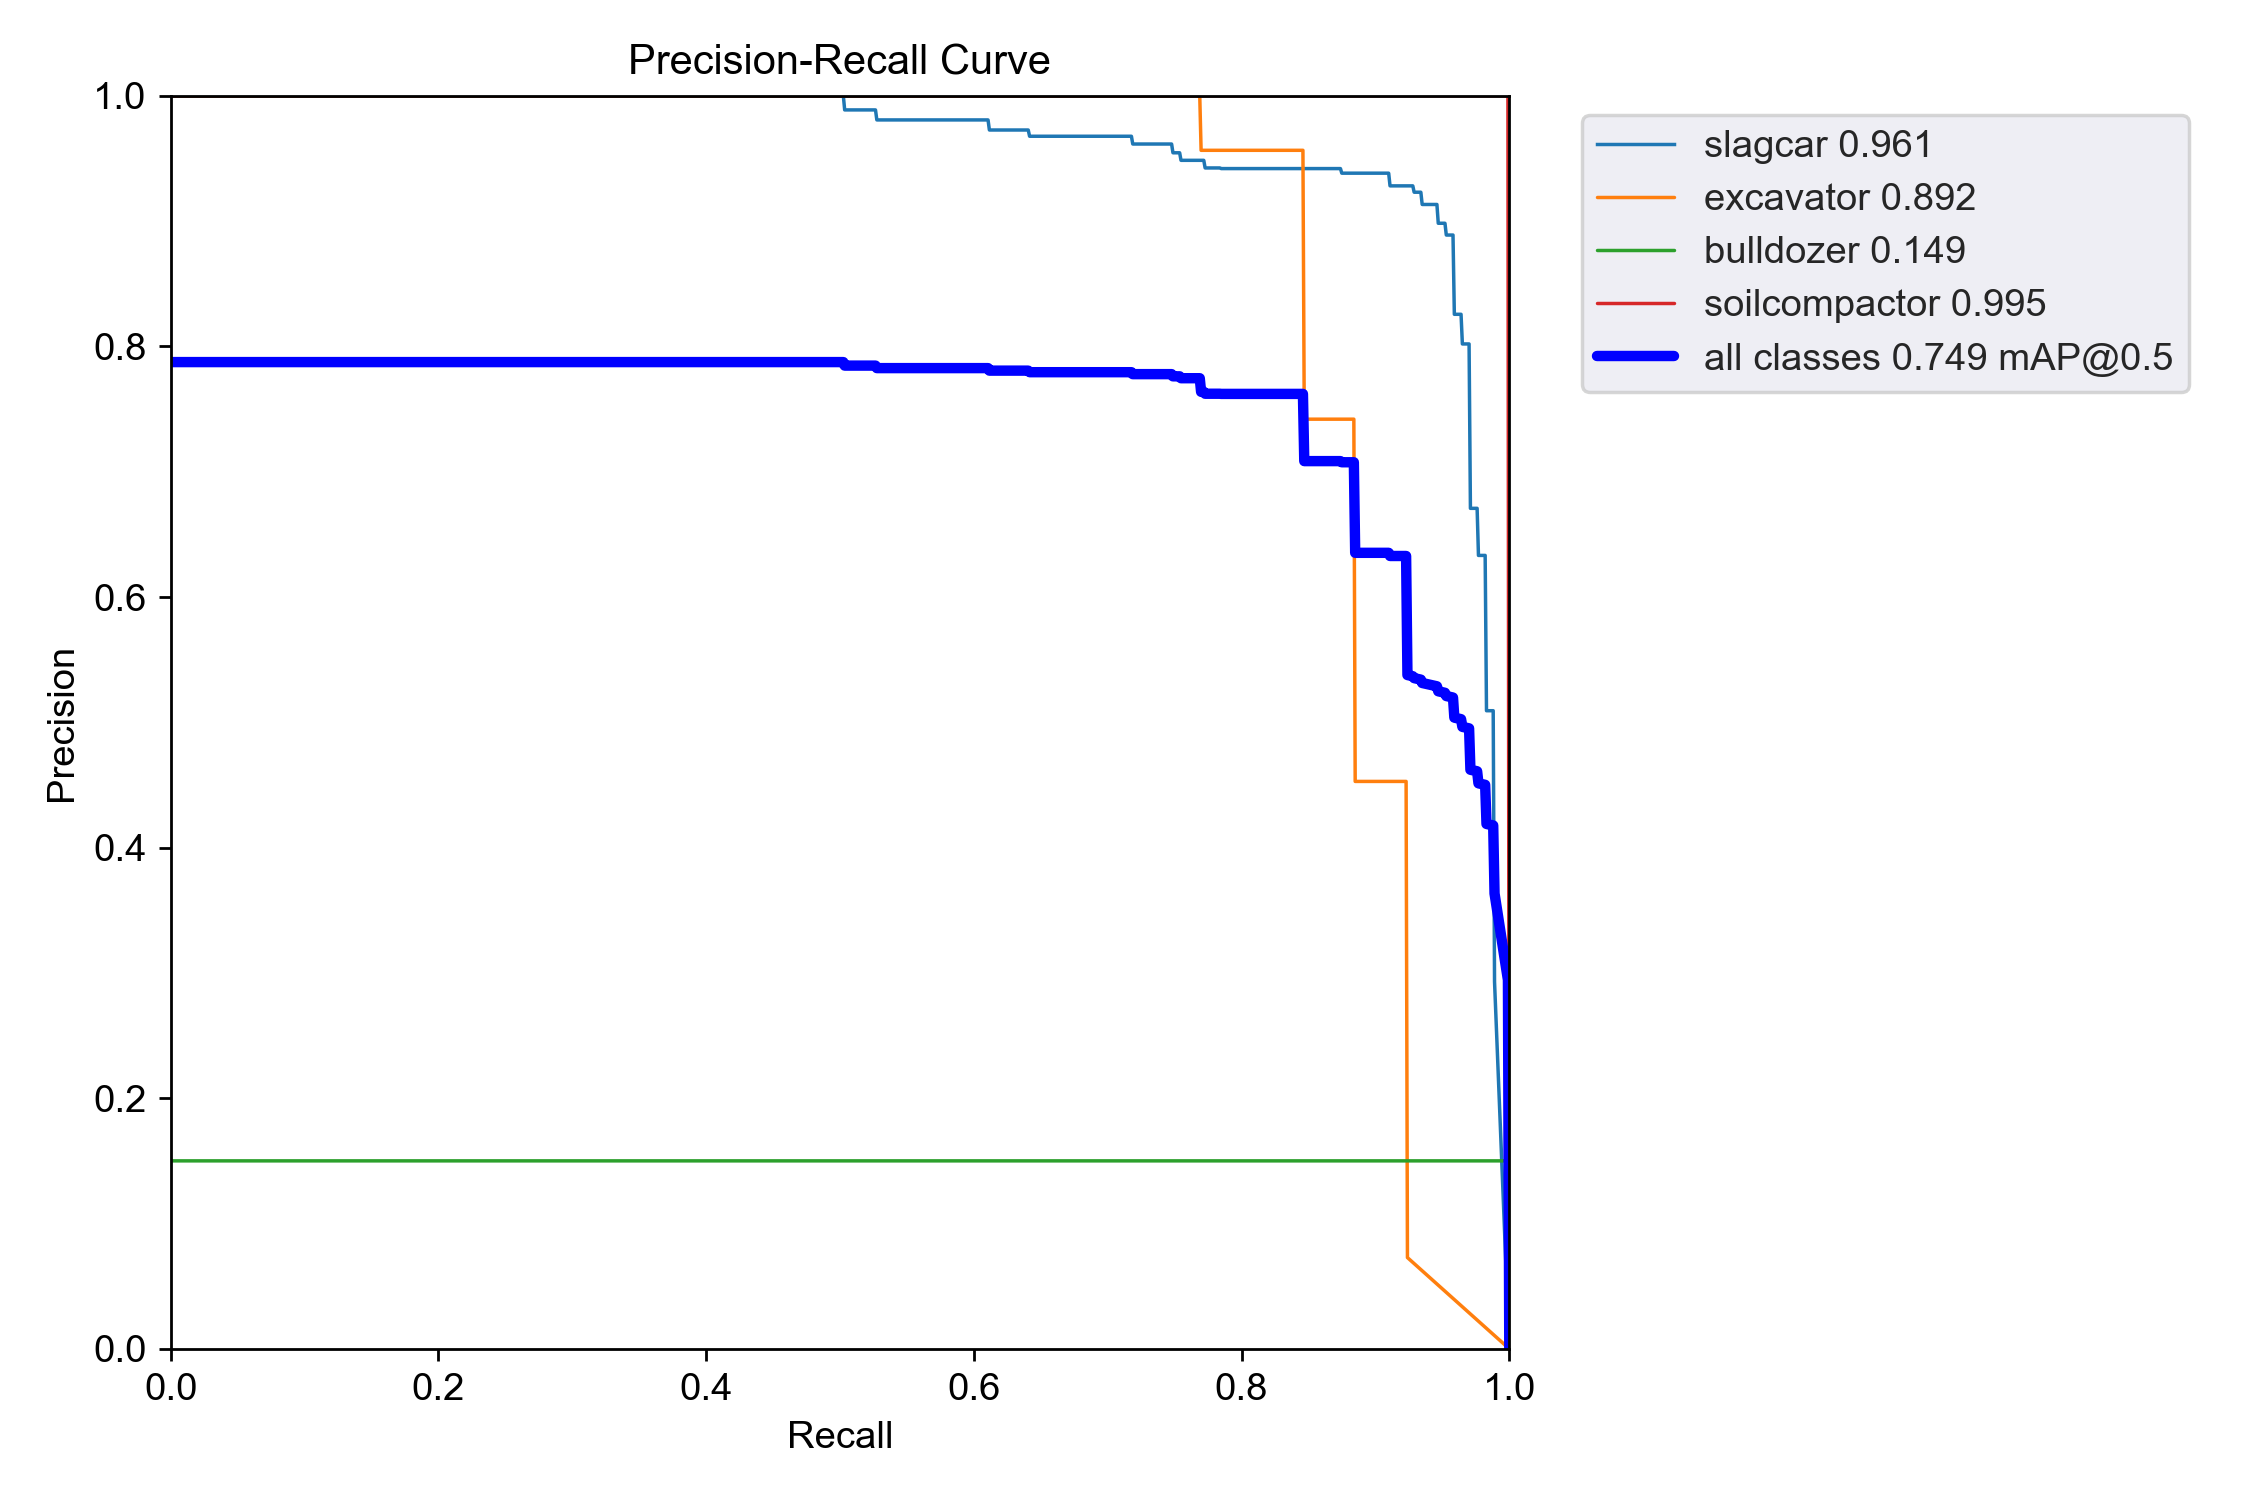 Precision-Recall Curve
1.0
0.8
0.6
0.4
0.2
0.0
Precision
0.0 0.2 0.4 0.6 0.8 1.0
Recall
slagcar 0.961
excavator 0.892
bulldozer 0.149
soilcompactor 0.995
all classes 0.749 mAP@0.5